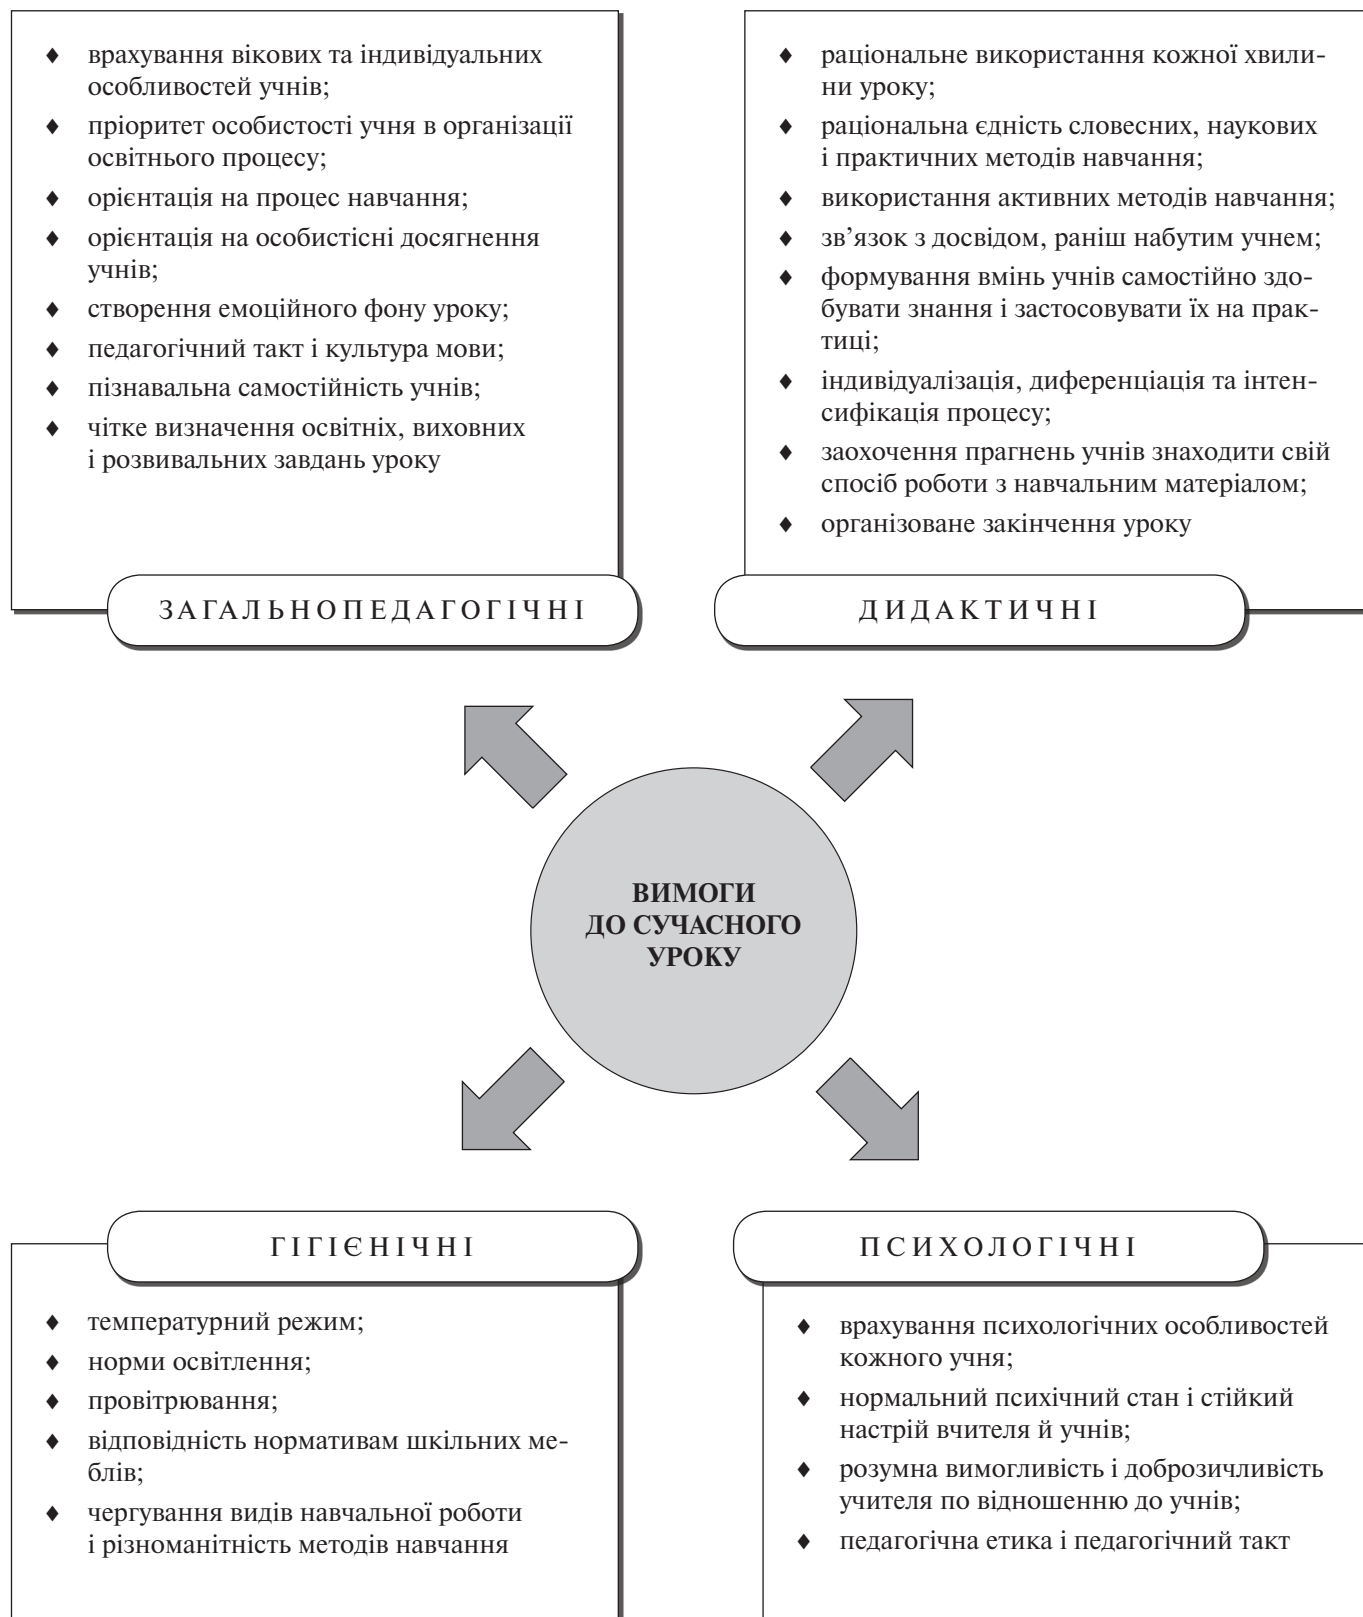 ♦ врахування вікових та індивідуальних
особливостей учнів;
♦ пріоритет особистості учня в організації
освітнього процесу;
♦ орієнтація на процес навчання;
♦ орієнтація на особистісні досягнення
учнів;
♦ створення емоційного фону уроку;
♦ педагогічний такт і культура мови;
♦ пізнавальна самостійність учнів;
♦ чітке визначення освітніх, виховних
і розвивальних завдань уроку
ЗАГАЛЬНОПЕДАГОГІЧНІ
♦ раціональне використання кожної хвили-
ни уроку;
♦ раціональна єдність словесних, наукових
і практичних методів навчання;
♦ використання активних методів навчання;
♦ зв'язок з досвідом, раніш набутим учнем;
♦ формування вмінь учнів самостійно здо-
бувати знання і застосовувати їх на прак-
тиці;
♦ індивідуалізація, диференціація та інтен-
сифікація процесу;
♦ заохочення прагнень учнів знаходити свій
спосіб роботи з навчальним матеріалом;
♦ організоване закінчення уроку
ДИДАКТИЧНІ
ВИМОГИ
ДО СУЧАСНОГО
УРОКУ
ГІГІЄНІЧНІ
♦ температурний режим;
♦ норми освітлення;
♦ провітрювання;
♦ відповідність нормативам шкільних ме-
блів;
♦ чергування видів навчальної роботи
і різноманітність методів навчання
ПСИХОЛОГІЧНІ
♦ врахування психологічних особливостей
кожного учня;
♦ нормальний психічний стан і стійкий
настрій вчителя й учнів;
♦ розумна вимогливість і доброзичливість
учителя по відношенню до учнів;
♦ педагогічна етика і педагогічний такт